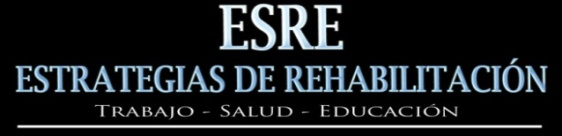 ESRE
ESTRATEGIAS DE REHABILITACIÓN
TRABAJO - SALUD - EDUCACIÓN